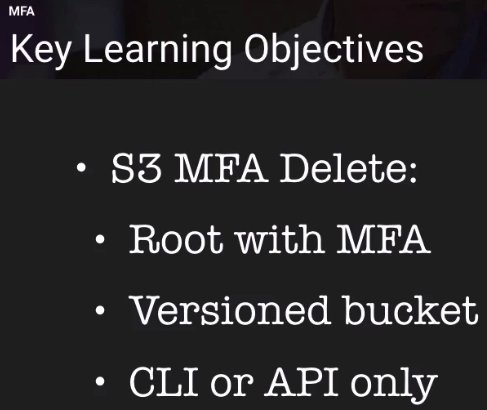 MFA
Key Learning Objectives
• S3 MFA Delete:
• Root with MFA
• Versioned bucket
• CLI or API only